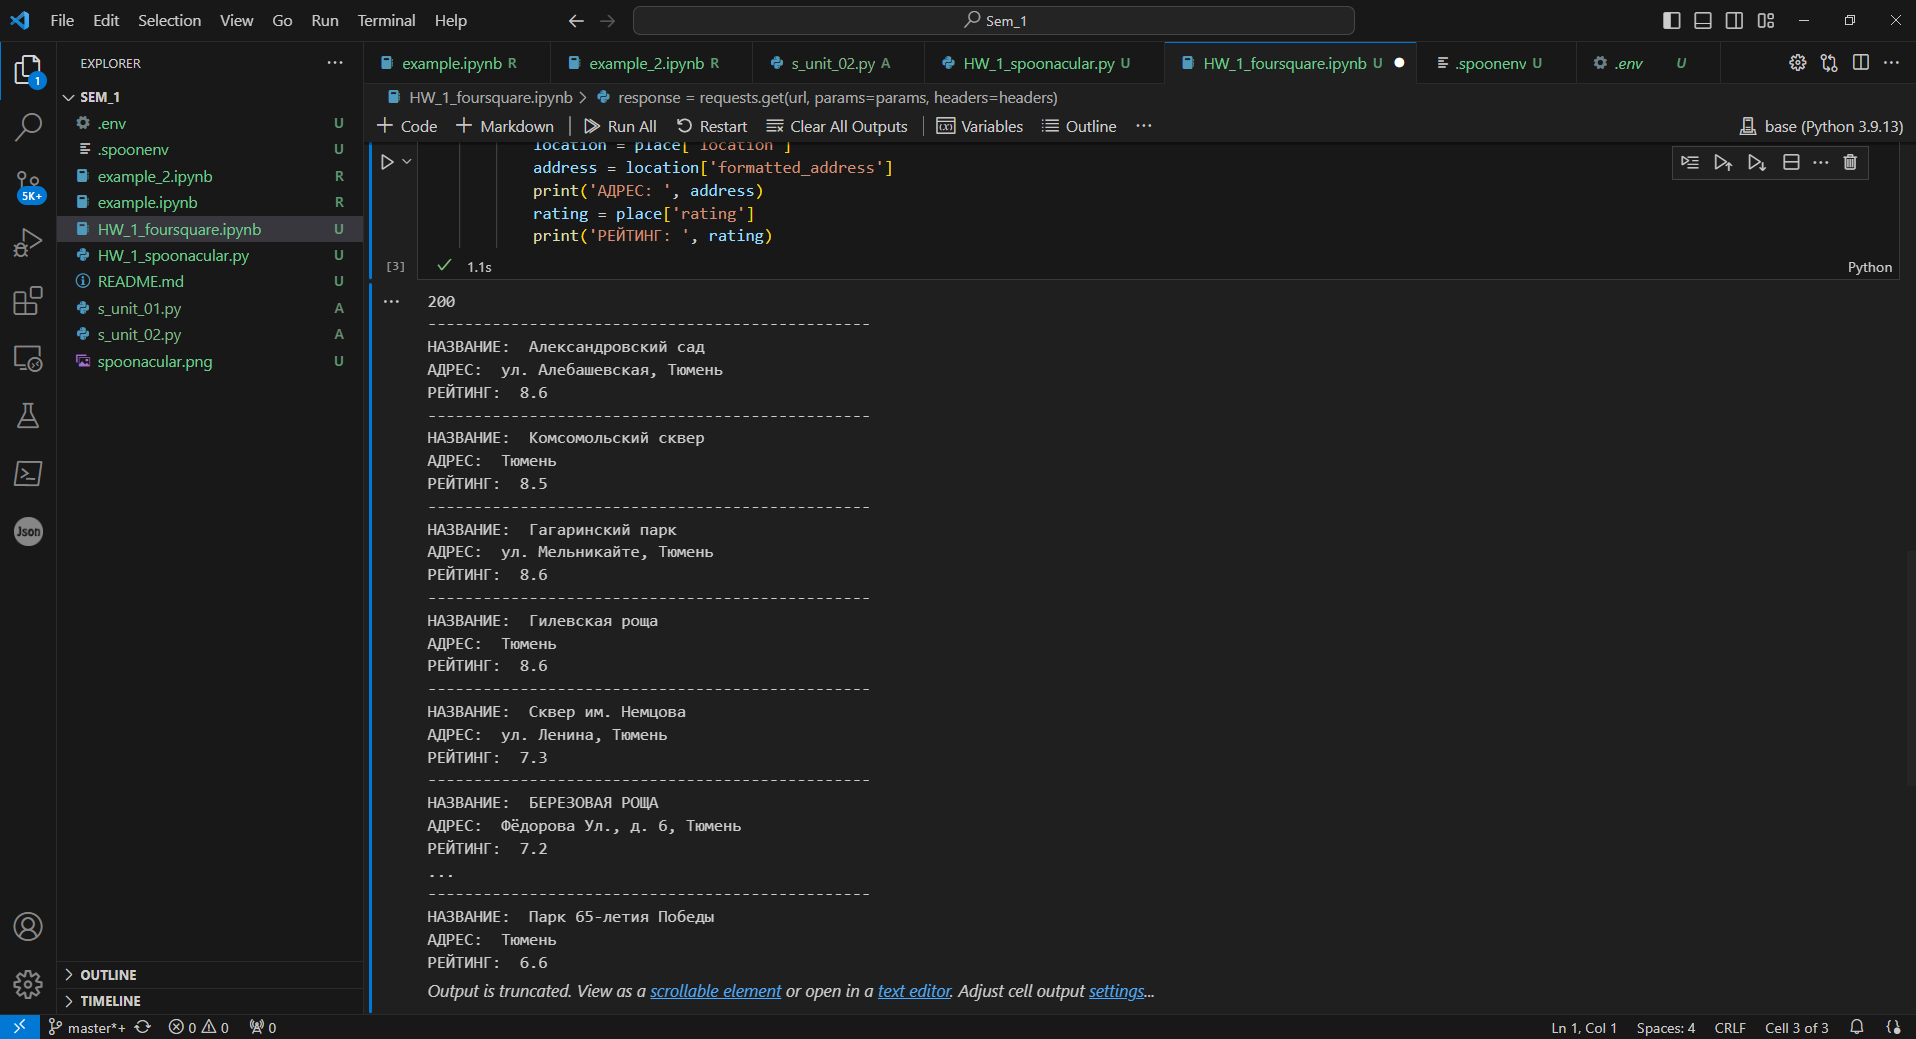 File Edit Selection View Go Run Terminal Help
Sem_1
EXPLORER
SEM_1
.env U
.spoonenv U
example_2.ipynb R
example.ipynb R
HW_1_foursquare.ipynb U
HW_1_spoonacular.py U
README.md U
s_unit_01.py A
s_unit_02.py A
spoonacular.png U
OUTLINE
TIMELINE
1
5K+
Json
example.ipynb R
example_2.ipynb R
s_unit_02.py A
HW_1_spoonacular.py U
HW_1_foursquare.ipynb U
.spoonenv U
.env U
HW_1_foursquare.ipynb > response = requests.get(url, params=params, headers=headers)
+ Code + Markdown Run All Restart Clear All Outputs Variables Outline ...
base (Python 3.9.13)
location = place['location']
address = location['formatted_address']
print('АДРЕС: ', address)
rating = place['rating']
print('РЕЙТИНГ: ', rating)
[3] 1.1s
Python
200
------------------------------------------------
НАЗВАНИЕ:  Александровский сад
АДРЕС:  ул. Алебашевская, Тюмень
РЕЙТИНГ:  8.6
------------------------------------------------
НАЗВАНИЕ:  Комсомольский сквер
АДРЕС:  Тюмень
РЕЙТИНГ:  8.5
------------------------------------------------
НАЗВАНИЕ:  Гагаринский парк
АДРЕС:  ул. Мельникайте, Тюмень
РЕЙТИНГ:  8.6
------------------------------------------------
НАЗВАНИЕ:  Гилевская роща
АДРЕС:  Тюмень
РЕЙТИНГ:  8.6
------------------------------------------------
НАЗВАНИЕ:  Сквер им. Немцова
АДРЕС:  ул. Ленина, Тюмень
РЕЙТИНГ:  7.3
------------------------------------------------
НАЗВАНИЕ:  БЕРЕЗОВАЯ РОЩА
АДРЕС:  Фёдорова Ул., д. 6, Тюмень
РЕЙТИНГ:  7.2
...
------------------------------------------------
НАЗВАНИЕ:  Парк 65-летия Победы
АДРЕС:  Тюмень
РЕЙТИНГ:  6.6
Output is truncated. View as a scrollable element or open in a text editor. Adjust cell output settings...
master*+ 0 0 0
Ln 1, Col 1 Spaces: 4 CRLF Cell 3 of 3